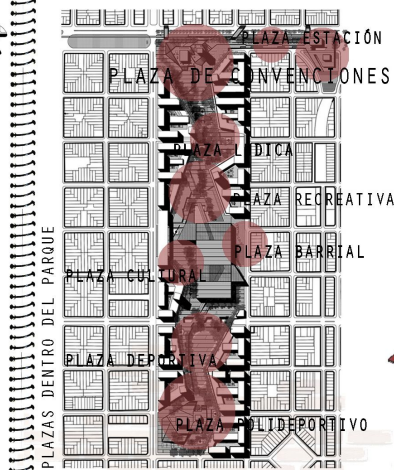 PLAZA ESTACIÓN
PLAZA DE CONVENCIONES
PLAZA LUDICA
PLAZA RECREATIVA
PLAZA BARRIAL
PLAZA CULTURAL
PLAZA DEPORTIVA
PLAZA POLIDEPORTIVO
PLAZAS DENTRO DEL PARQUE